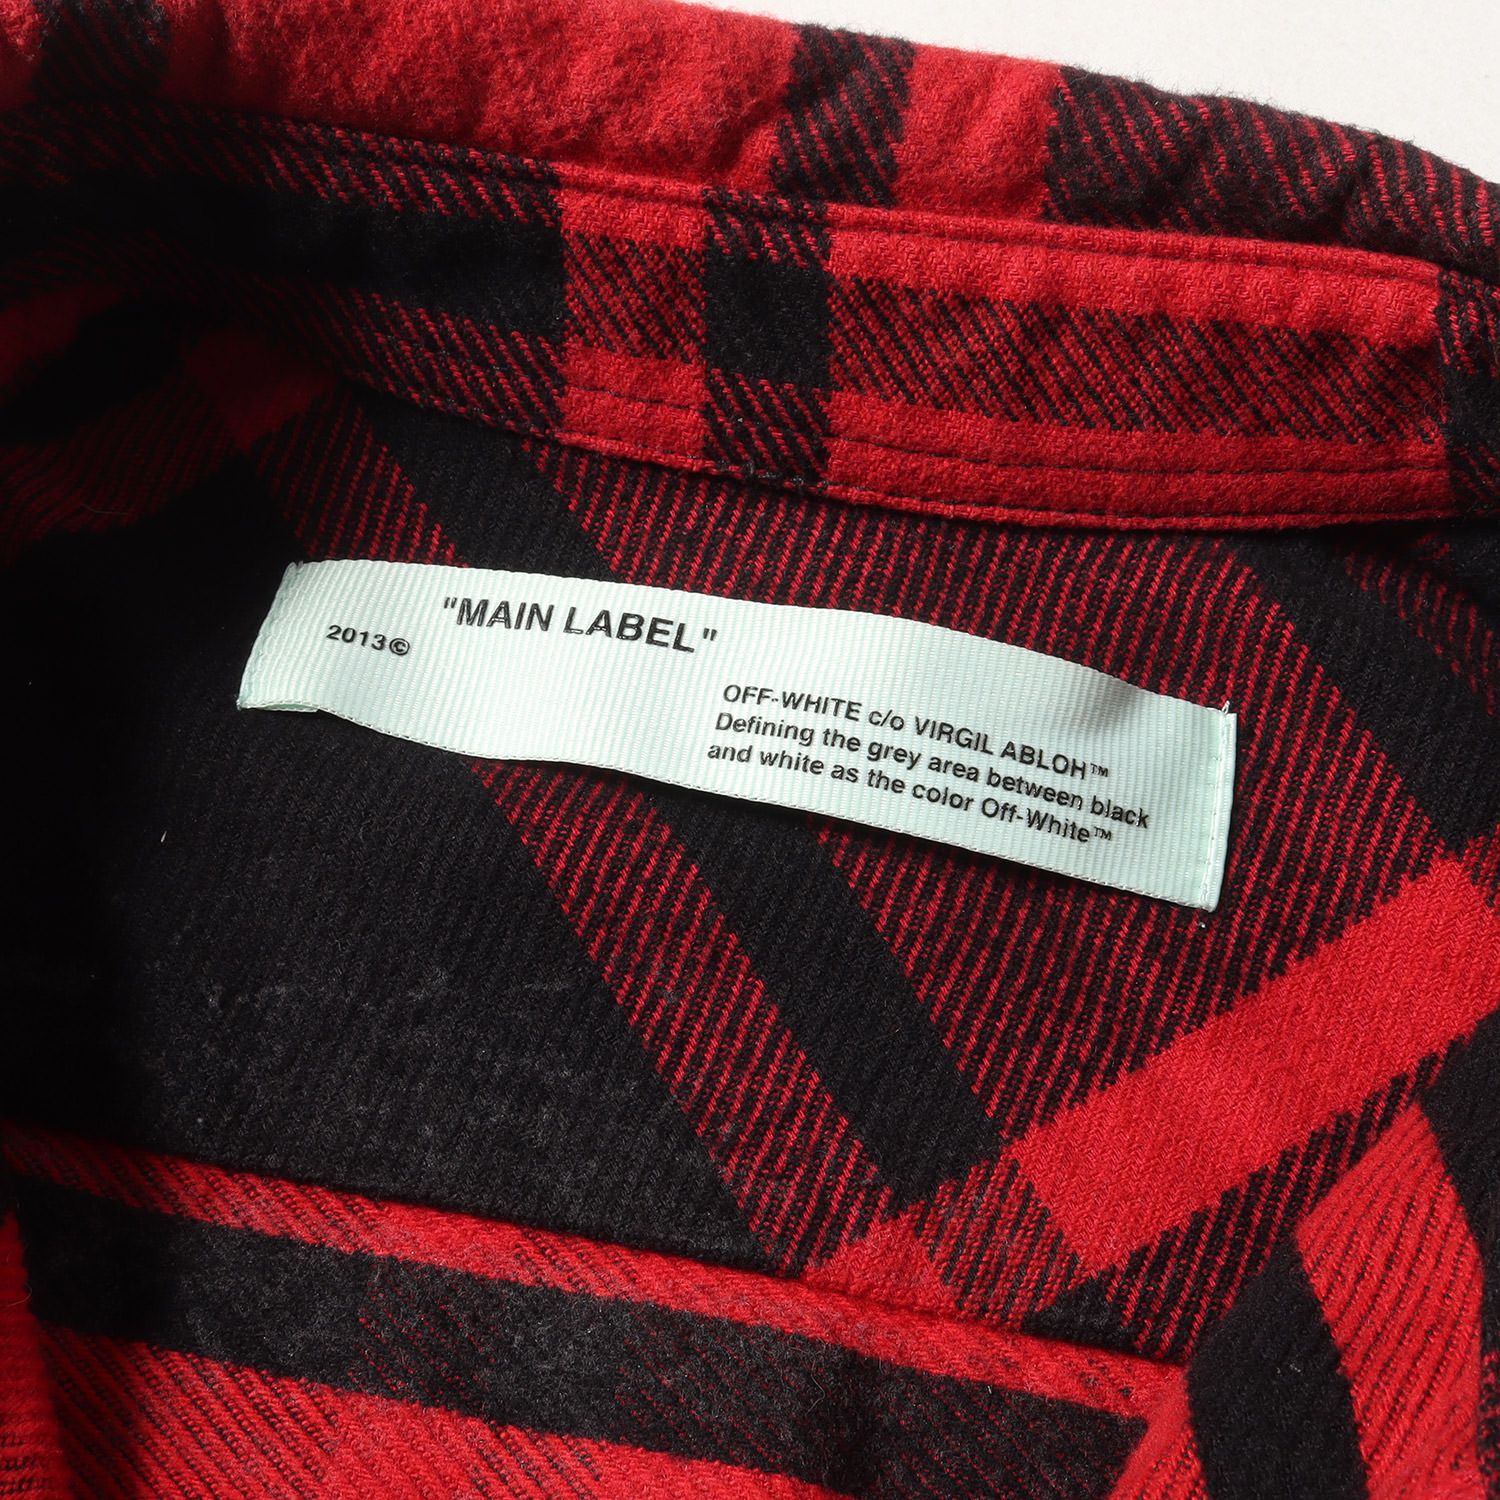 "MAIN LABEL"
2013©
OFF-WHITE c/o VIRGIL ABLOH™
Defining the grey area between black
and white as the color Off-White™